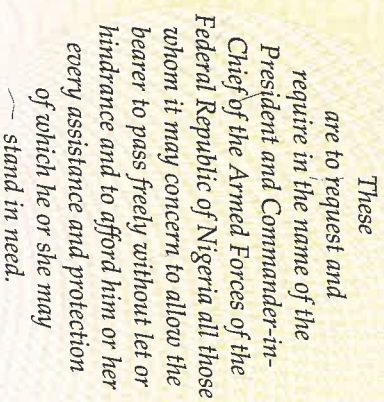 These
are to request and
require in the name of the
President and Commander-in-
Chief of the Armed Forces of the
Federal Republic of Nigeria all those
whom it may concern to allow the
bearer to pass freely without let or
hindrance and to afford him or her
every assistance and protection
of which he or she may
stand in need.